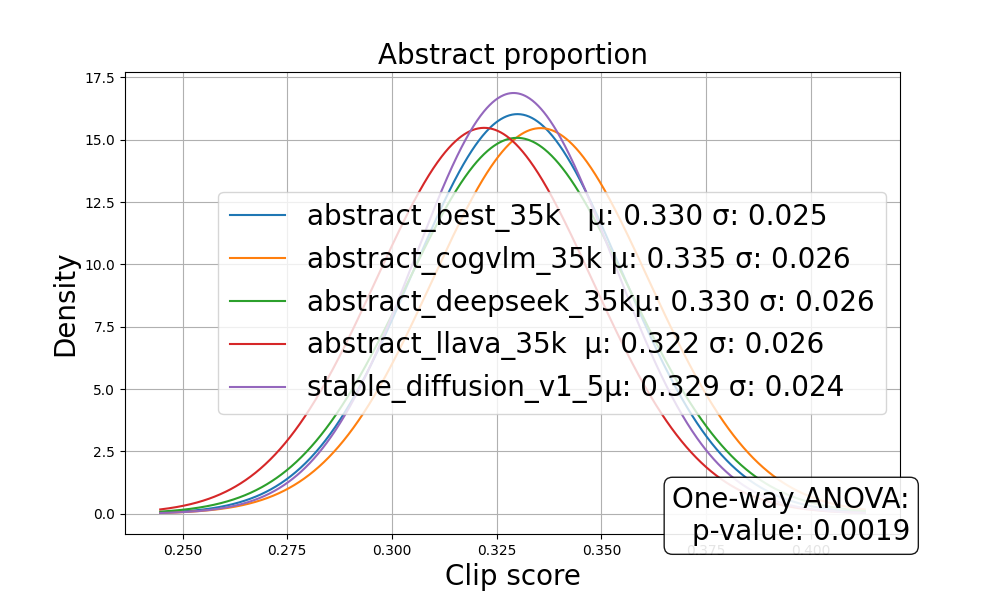 Abstract proportion
17.5
15.0
12.5
10.0
7.5
5.0
2.5
0.0
Density
abstract_best_35k μ: 0.330 σ: 0.025
abstract_cogvlm_35k μ: 0.335 σ: 0.026
abstract_deepseek_35kμ: 0.330 σ: 0.026
abstract_llava_35k μ: 0.322 σ: 0.026
stable_diffusion_v1_5μ: 0.329 σ: 0.024
One-way ANOVA:
p-value: 0.0019
0.250 0.275 0.300 0.325 0.350 0.375 0.400
Clip score